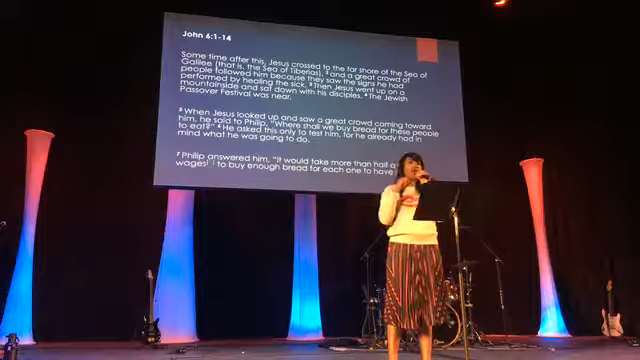 John 6:1-14
Some time after this, Jesus crossed to the far shore of the Sea of
Galilee (that is, the Sea of Tiberias), ² and a great crowd of
people followed him because they saw the signs he had
performed by healing the sick. ³ Then Jesus went up on a
mountainside and sat down with his disciples. ⁴ The Jewish
Passover Festival was near.
⁵ When Jesus looked up and saw a great crowd coming toward
him, he said to Philip, “Where shall we buy bread for these people
to eat?” ⁶ He asked this only to test him, for he already had in
mind what he was going to do.
⁷ Philip answered him, “It would take more than half a
wages to buy enough bread for each one to have